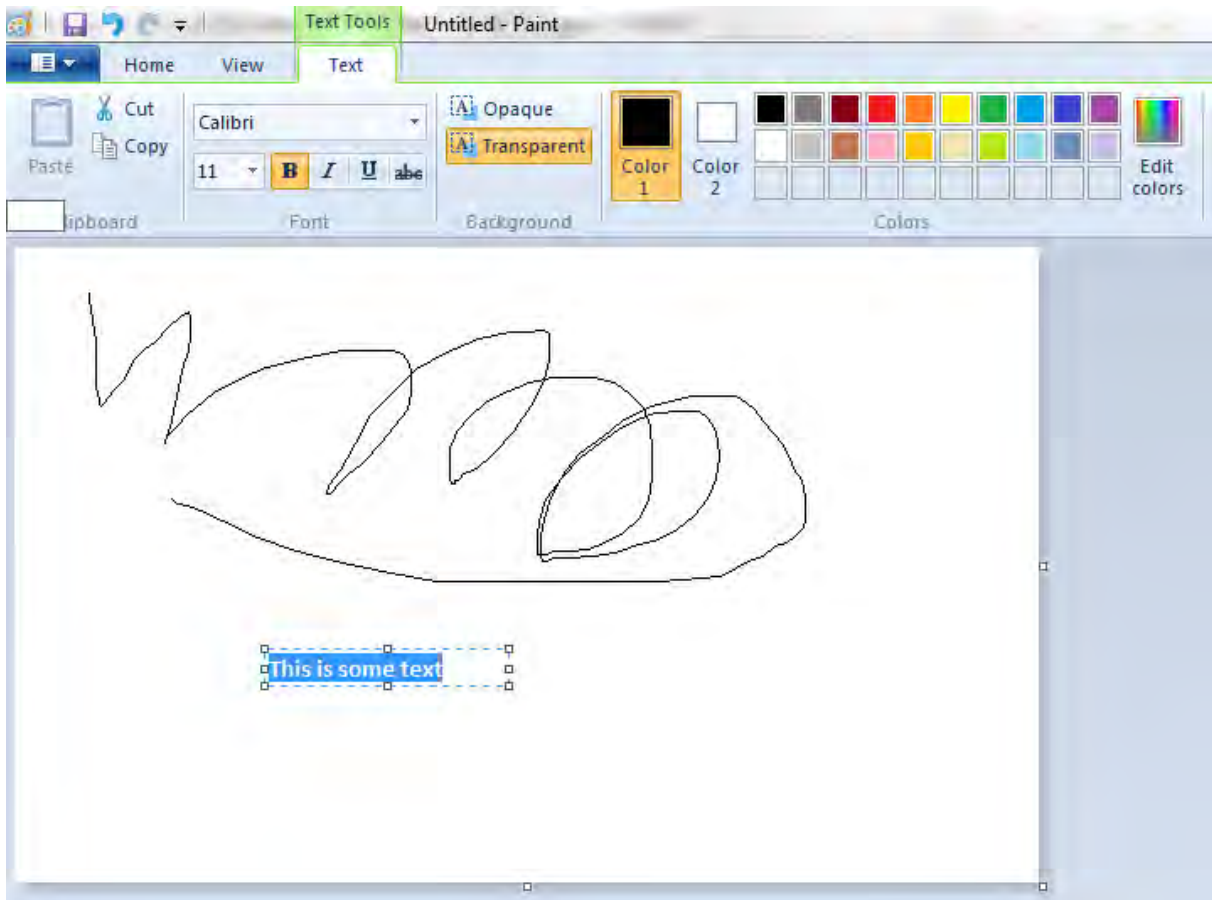 Text Tools
Untitled - Paint
Home View Text
Cut
Copy
Paste
Calibri
11 B I U abc
Opaque
Transparent
Color 1
Color 2
Edit colors
lipboard Font Background Colors
This is some text